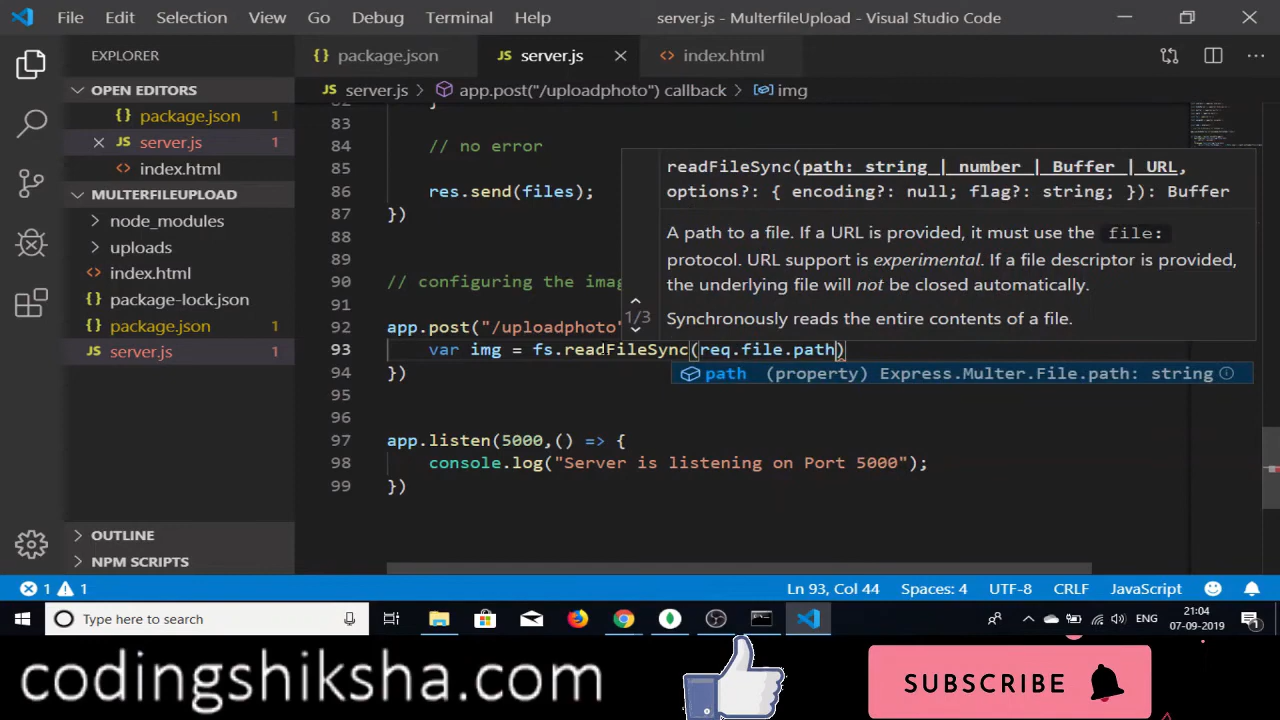 File Edit Selection View Go Debug Terminal Help server.js - MulterfileUpload - Visual Studio Code
EXPLORER
{} package.json JS server.js index.html
OPEN EDITORS
{} package.json 1
JS server.js 1
<> index.html
MULTERFILEUPLOAD
node_modules
uploads
<> index.html
package-lock.json
{} package.json 1
JS server.js 1
OUTLINE
NPM SCRIPTS
JS server.js > app.post("/uploadphoto") callback > img
83
84 // no error
85
86 res.send(files);
87 })
88
89
90 // configuring the imag
91
92 app.post("/uploadphoto"
93 var img = fs.readFileSync(req.file.path)
94 })
95
96
97 app.listen(5000,() => {
98 console.log("Server is listening on Port 5000");
99 })
readFileSync(path: string | number | Buffer | URL,
options?: { encoding?: null; flag?: string; }): Buffer
A path to a file. If a URL is provided, it must use the file:
protocol. URL support is experimental. If a file descriptor is provided,
the underlying file will not be closed automatically.
1/3
Synchronously reads the entire contents of a file.
path (property) Express.Multer.File.path: string
1 1 Ln 93, Col 44 Spaces: 4 UTF-8 CRLF JavaScript
Type here to search
ENG 21:04
07-09-2019 1
codingshiksha.com SUBSCRIBE